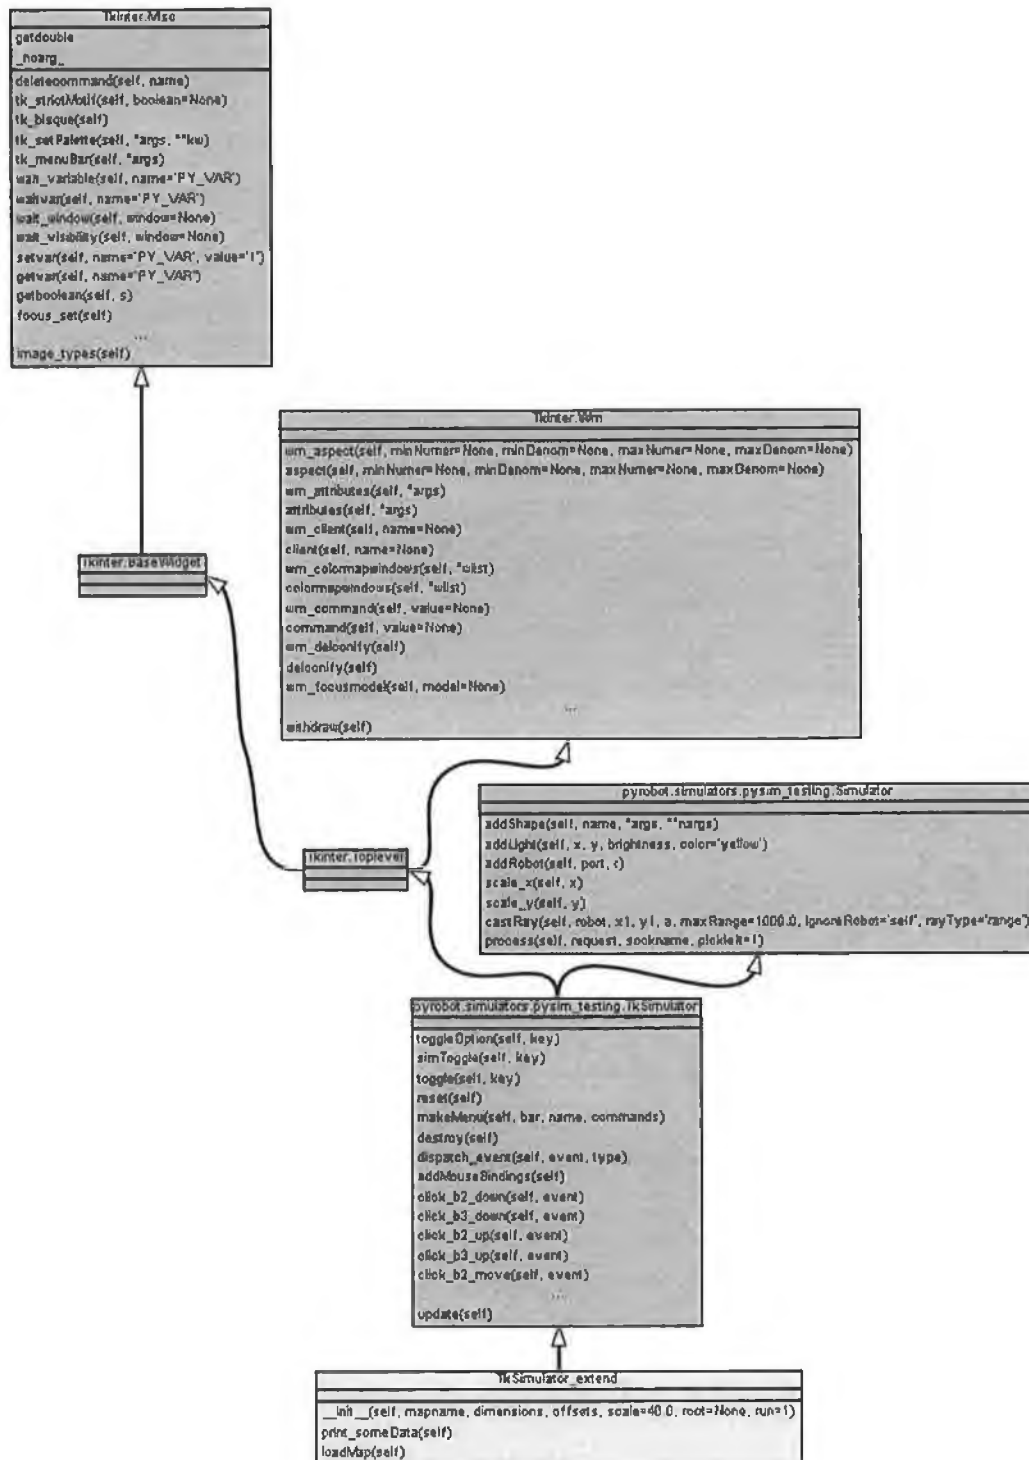 Tkinter.Misc
getdouble
_noarg_
deletecommand(self, name)
tk_strictMotif(self, boolean=None)
tk_bisque(self)
tk_setPalette(self, *args, **kw)
tk_menuBar(self, *args)
wait_variable(self, name='PY_VAR')
waitvar(self, name='PY_VAR')
wait_window(self, window=None)
wait_visibility(self, window=None)
setvar(self, name='PY_VAR', value='1')
getvar(self, name='PY_VAR')
getboolean(self, s)
focus_set(self)
...
image_types(self)
Tkinter.Wm
wm_aspect(self, minNumer=None, minDenom=None, maxNumer=None, maxDenom=None)
aspect(self, minNumer=None, minDenom=None, maxNumer=None, maxDenom=None)
wm_attributes(self, *args)
attributes(self, *args)
wm_client(self, name=None)
client(self, name=None)
wm_colormapwindows(self, *wlist)
colormapwindows(self, *wlist)
wm_command(self, value=None)
command(self, value=None)
wm_deiconify(self)
deiconify(self)
wm_focusmodel(self, model=None)
...
withdraw(self)
Tkinter.BaseWidget
Tkinter.Toplevel
pyrobot.simulators.pysim_testing.Simulator
addShape(self, name, *args, **nargs)
addLight(self, x, y, brightness, color='yellow')
addRobot(self, port, r)
scale_x(self, x)
scale_y(self, y)
castRay(self, robot, x1, y1, a, maxRange=1000.0, ignoreRobot='self', rayType='range')
process(self, request, sockname, pickleIt=1)
pyrobot.simulators.pysim_testing.TkSimulator
toggleOption(self, key)
simToggle(self, key)
toggle(self, key)
reset(self)
makeMenu(self, bar, name, commands)
destroy(self)
dispatch_event(self, event, type)
addMouseBindings(self)
click_b2_down(self, event)
click_b3_down(self, event)
click_b2_up(self, event)
click_b3_up(self, event)
click_b2_move(self, event)
...
update(self)
TkSimulator_extend
__init__(self, mapname, dimensions, offsets, scale=40.0, root=None, run=1)
print_someData(self)
loadMap(self)